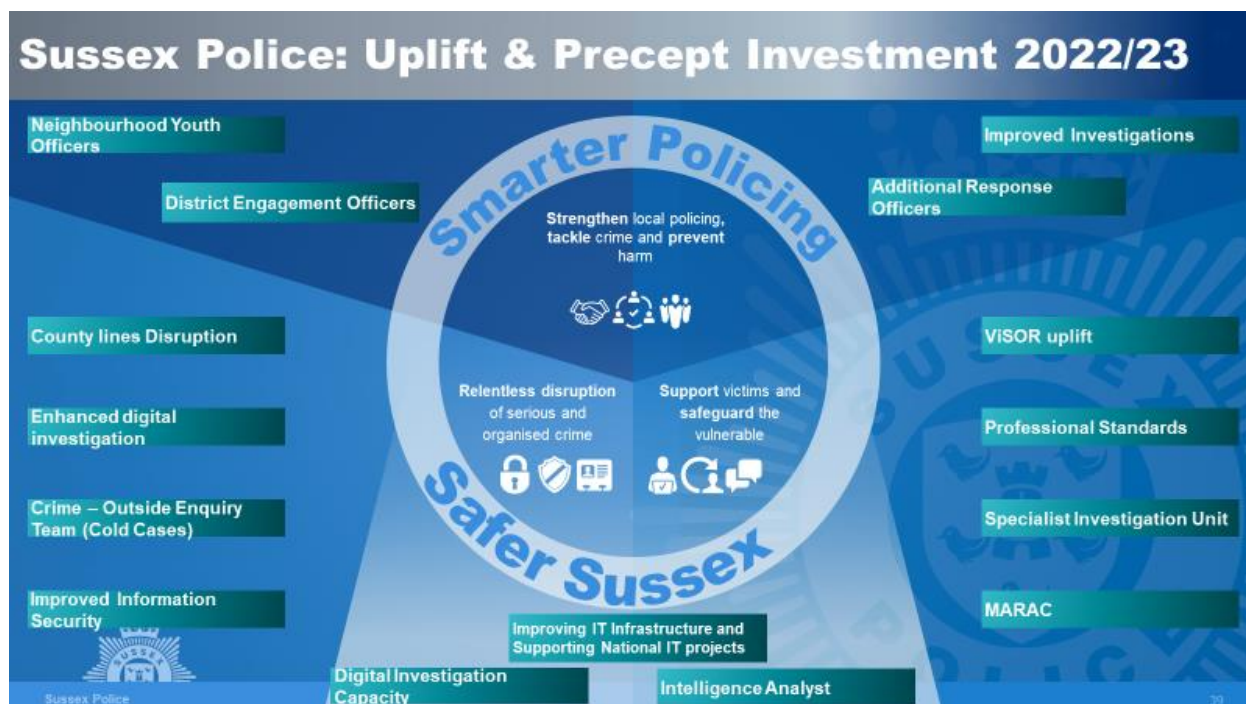 Sussex Police: Uplift & Precept Investment 2022/23
Neighbourhood Youth
Officers
District Engagement Officers
Improved Investigations
Additional Response
Officers
Smarter Policing
Strengthen local policing,
tackle crime and prevent
harm
County lines Disruption
Enhanced digital
investigation
Crime – Outside Enquiry
Team (Cold Cases)
Improved Information
Security
Relentless disruption
of serious and
organised crime
Support victims and
safeguard the
vulnerable
ViSOR uplift
Professional Standards
Specialist Investigation Unit
MARAC
Safer Sussex
Improving IT Infrastructure and
Supporting National IT projects
Digital Investigation
Capacity
Intelligence Analyst
SUSSEX
POLICE
SUSSEX
Sussex Police
39